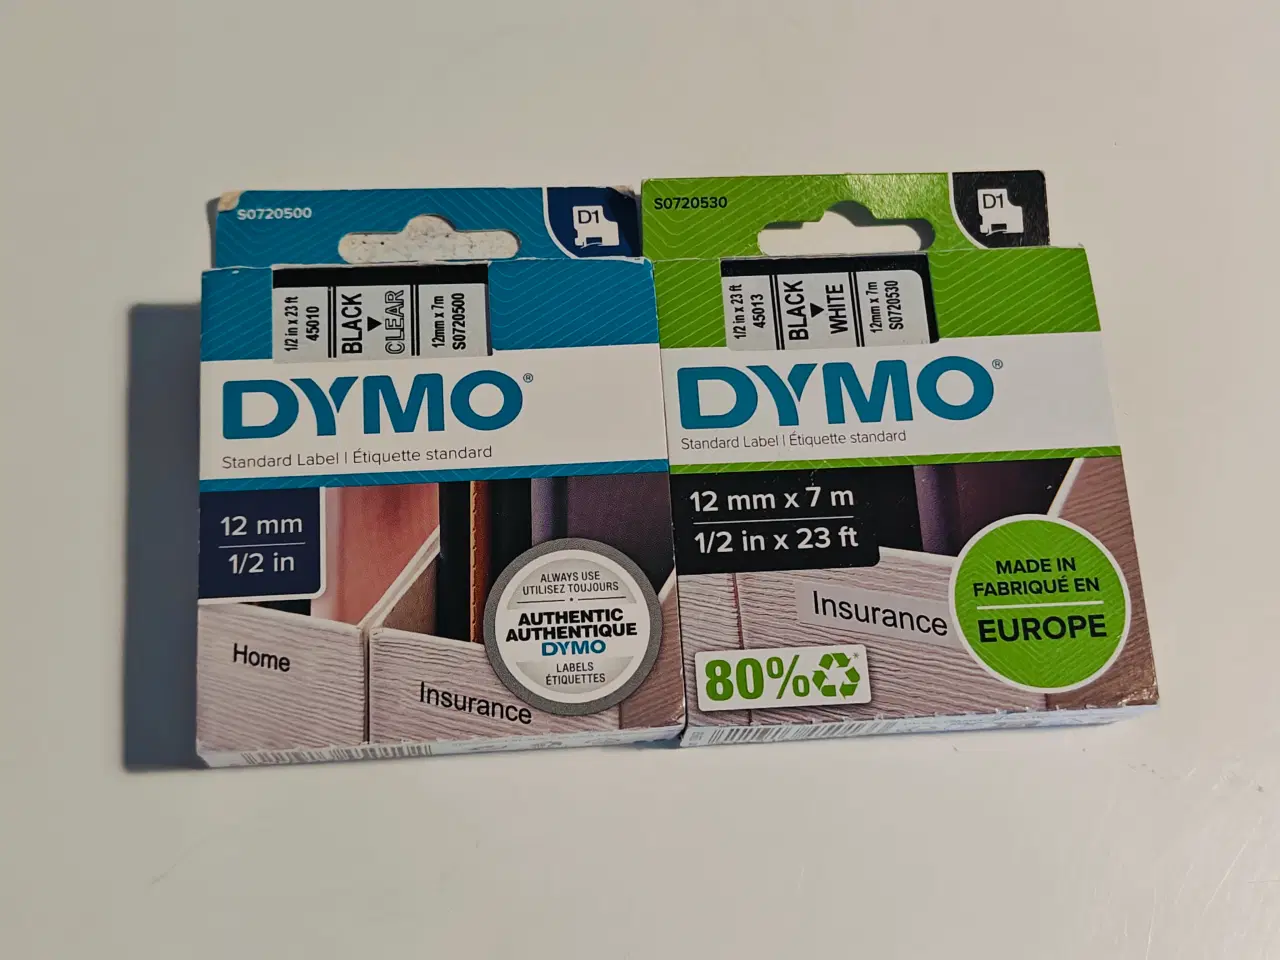 S0720500
D1
1/2 in x 23 ft
45010
BLACK
CLEAR
12mm x 7m
S0720500
DYMO®
Standard Label | Étiquette standard
12 mm
1/2 in
Home
Insurance
ALWAYS USE
UTILISEZ TOUJOURS
AUTHENTIC
AUTHENTIQUE
DYMO
LABELS
ÉTIQUETTES
S0720530
D1
1/2 in x 23 ft
45013
BLACK
WHITE
12mm x 7m
S0720530
DYMO®
Standard Label | Étiquette standard
12 mm x 7 m
1/2 in x 23 ft
Insurance
80%*
MADE IN
FABRIQUÉ EN
EUROPE